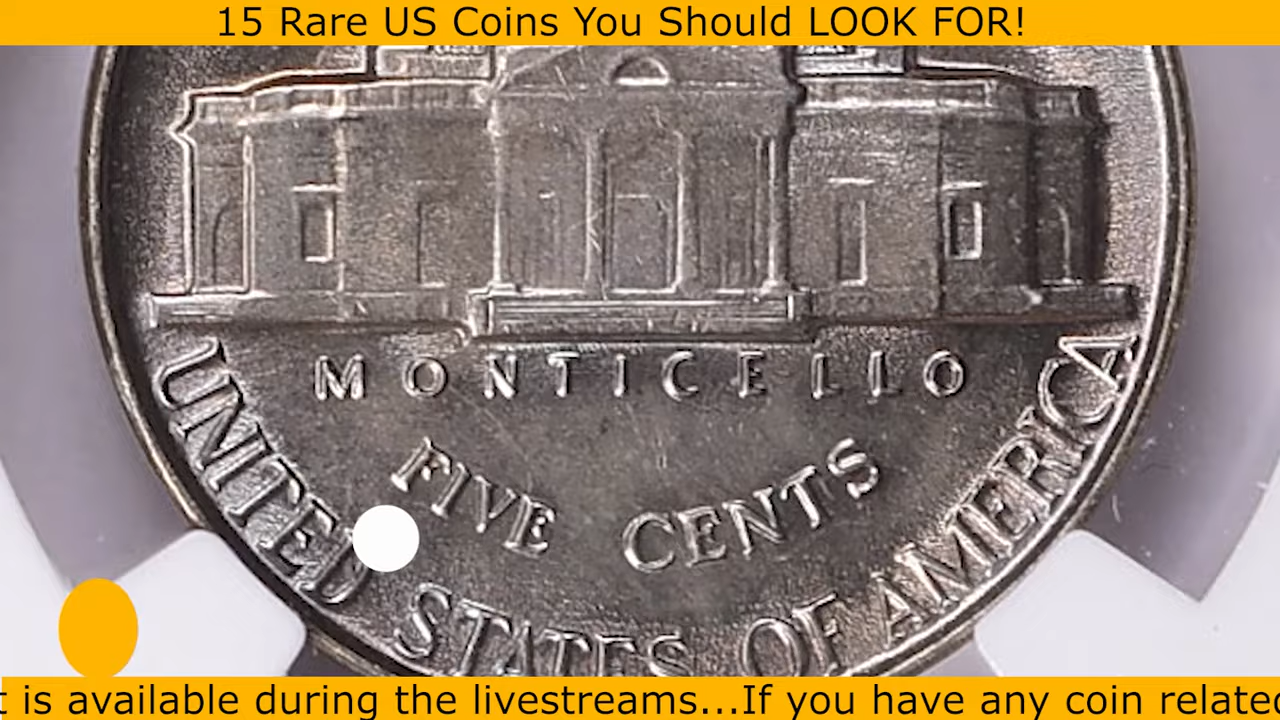 15 Rare US Coins You Should LOOK FOR!
MONTICELLO
FIVE CENTS
UNITED STATES OF AMERICA
t is available during the livestreams...If you have any coin related